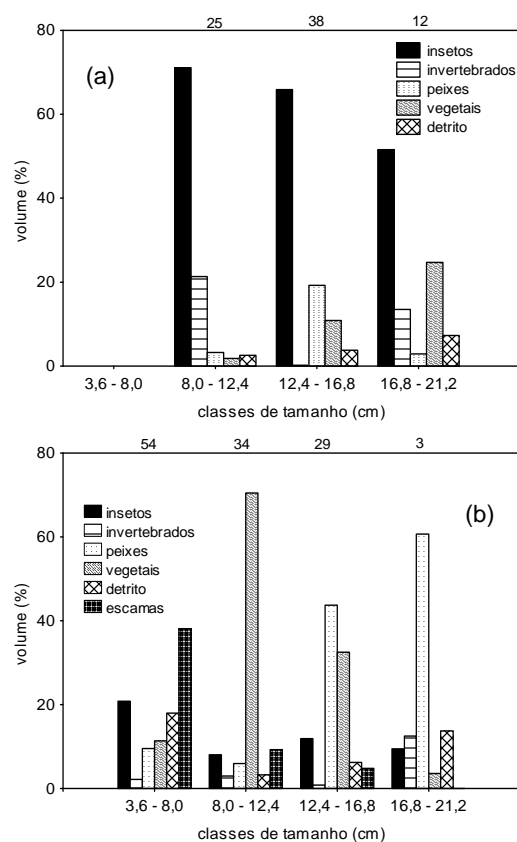 25 38 12
80
(a)
insetos
invertebrados
peixes
vegetais
detrito
60
40
20
0
volume (%)
3,6 - 8,0 8,0 - 12,4 12,4 - 16,8 16,8 - 21,2
classes de tamanho (cm)
54 34 29 3
80
(b)
insetos
invertebrados
peixes
vegetais
detrito
escamas
60
40
20
0
volume (%)
3,6 - 8,0 8,0 - 12,4 12,4 - 16,8 16,8 - 21,2
classes de tamanho (cm)